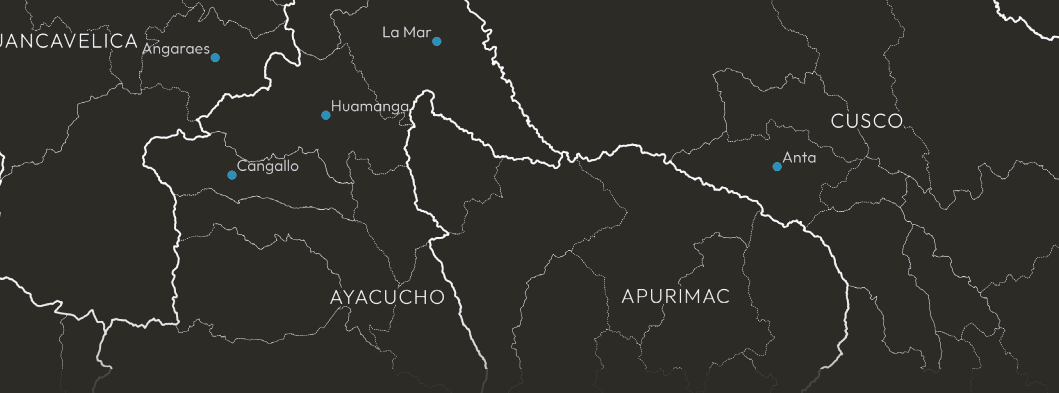 La Mar
UANCAVELICA
Angaraes
Huamanga
CUSCO
Anta
Cangallo
AYACUCHO
APURIMAC